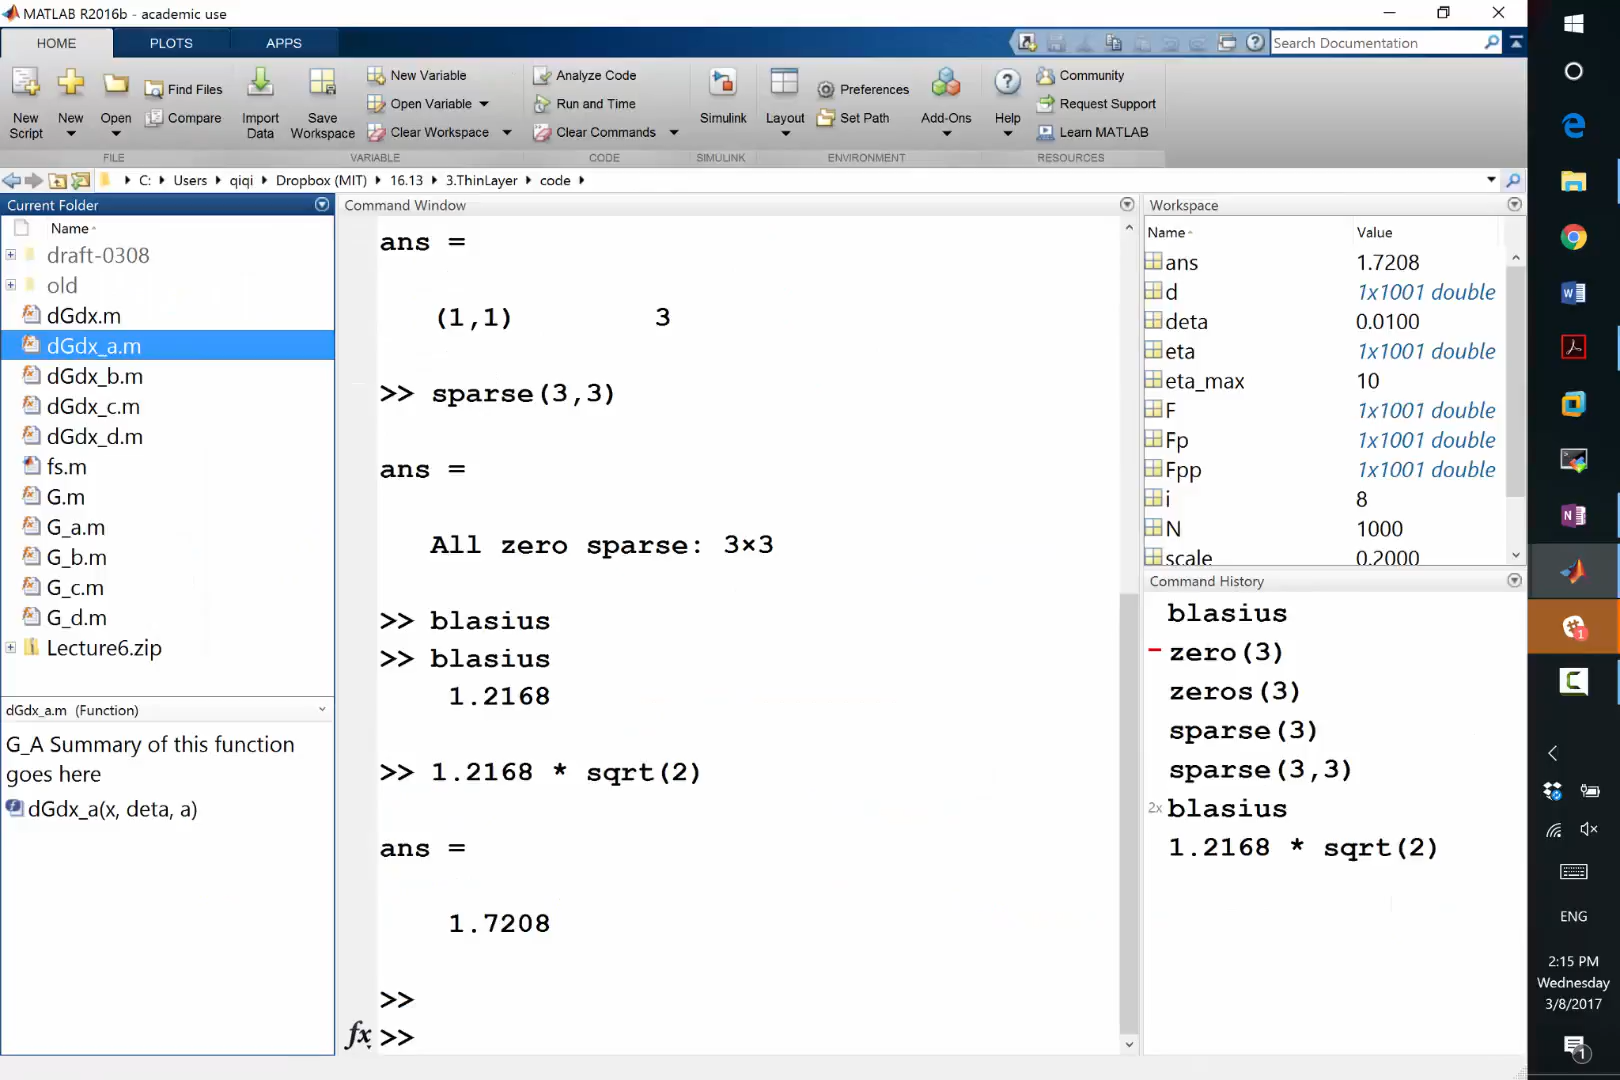 MATLAB R2016b - academic use
HOME
PLOTS
APPS
Search Documentation
New Script
New
Open
Find Files
Compare
Import Data
Save Workspace
New Variable
Open Variable
Clear Workspace
Analyze Code
Run and Time
Clear Commands
Simulink
Layout
Preferences
Set Path
Add-Ons
Help
Community
Request Support
Learn MATLAB
FILE
VARIABLE
CODE
SIMULINK
ENVIRONMENT
RESOURCES
C: Users qiqi Dropbox (MIT) 16.13 3.ThinLayer code
Current Folder
Name
draft-0308
old
dGdx.m
dGdx_a.m
dGdx_b.m
dGdx_c.m
dGdx_d.m
fs.m
G.m
G_a.m
G_b.m
G_c.m
G_d.m
Lecture6.zip
dGdx_a.m (Function)
G_A Summary of this function
goes here
dGdx_a(x, deta, a)
Command Window
ans =
(1,1) 3
>> sparse(3,3)
ans =
All zero sparse: 3×3
>> blasius
>> blasius
1.2168
>> 1.2168 * sqrt(2)
ans =
1.7208
>>
fx >>
Workspace
Name Value
ans 1.7208
d 1x1001 double
deta 0.0100
eta 1x1001 double
eta_max 10
F 1x1001 double
Fp 1x1001 double
Fpp 1x1001 double
i 8
N 1000
scale 0.2000
Command History
blasius
zero(3)
zeros(3)
sparse(3)
sparse(3,3)
2x blasius
1.2168 * sqrt(2)
1
ENG
2:15 PM
Wednesday
3/8/2017
1